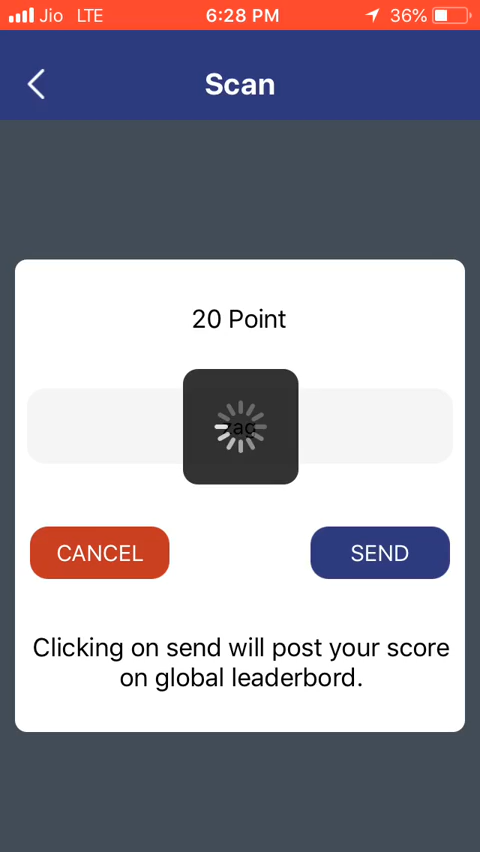 Jio LTE 6:28 PM 36%
Scan
20 Point
CANCEL SEND
Clicking on send will post your score
on global leaderbord.